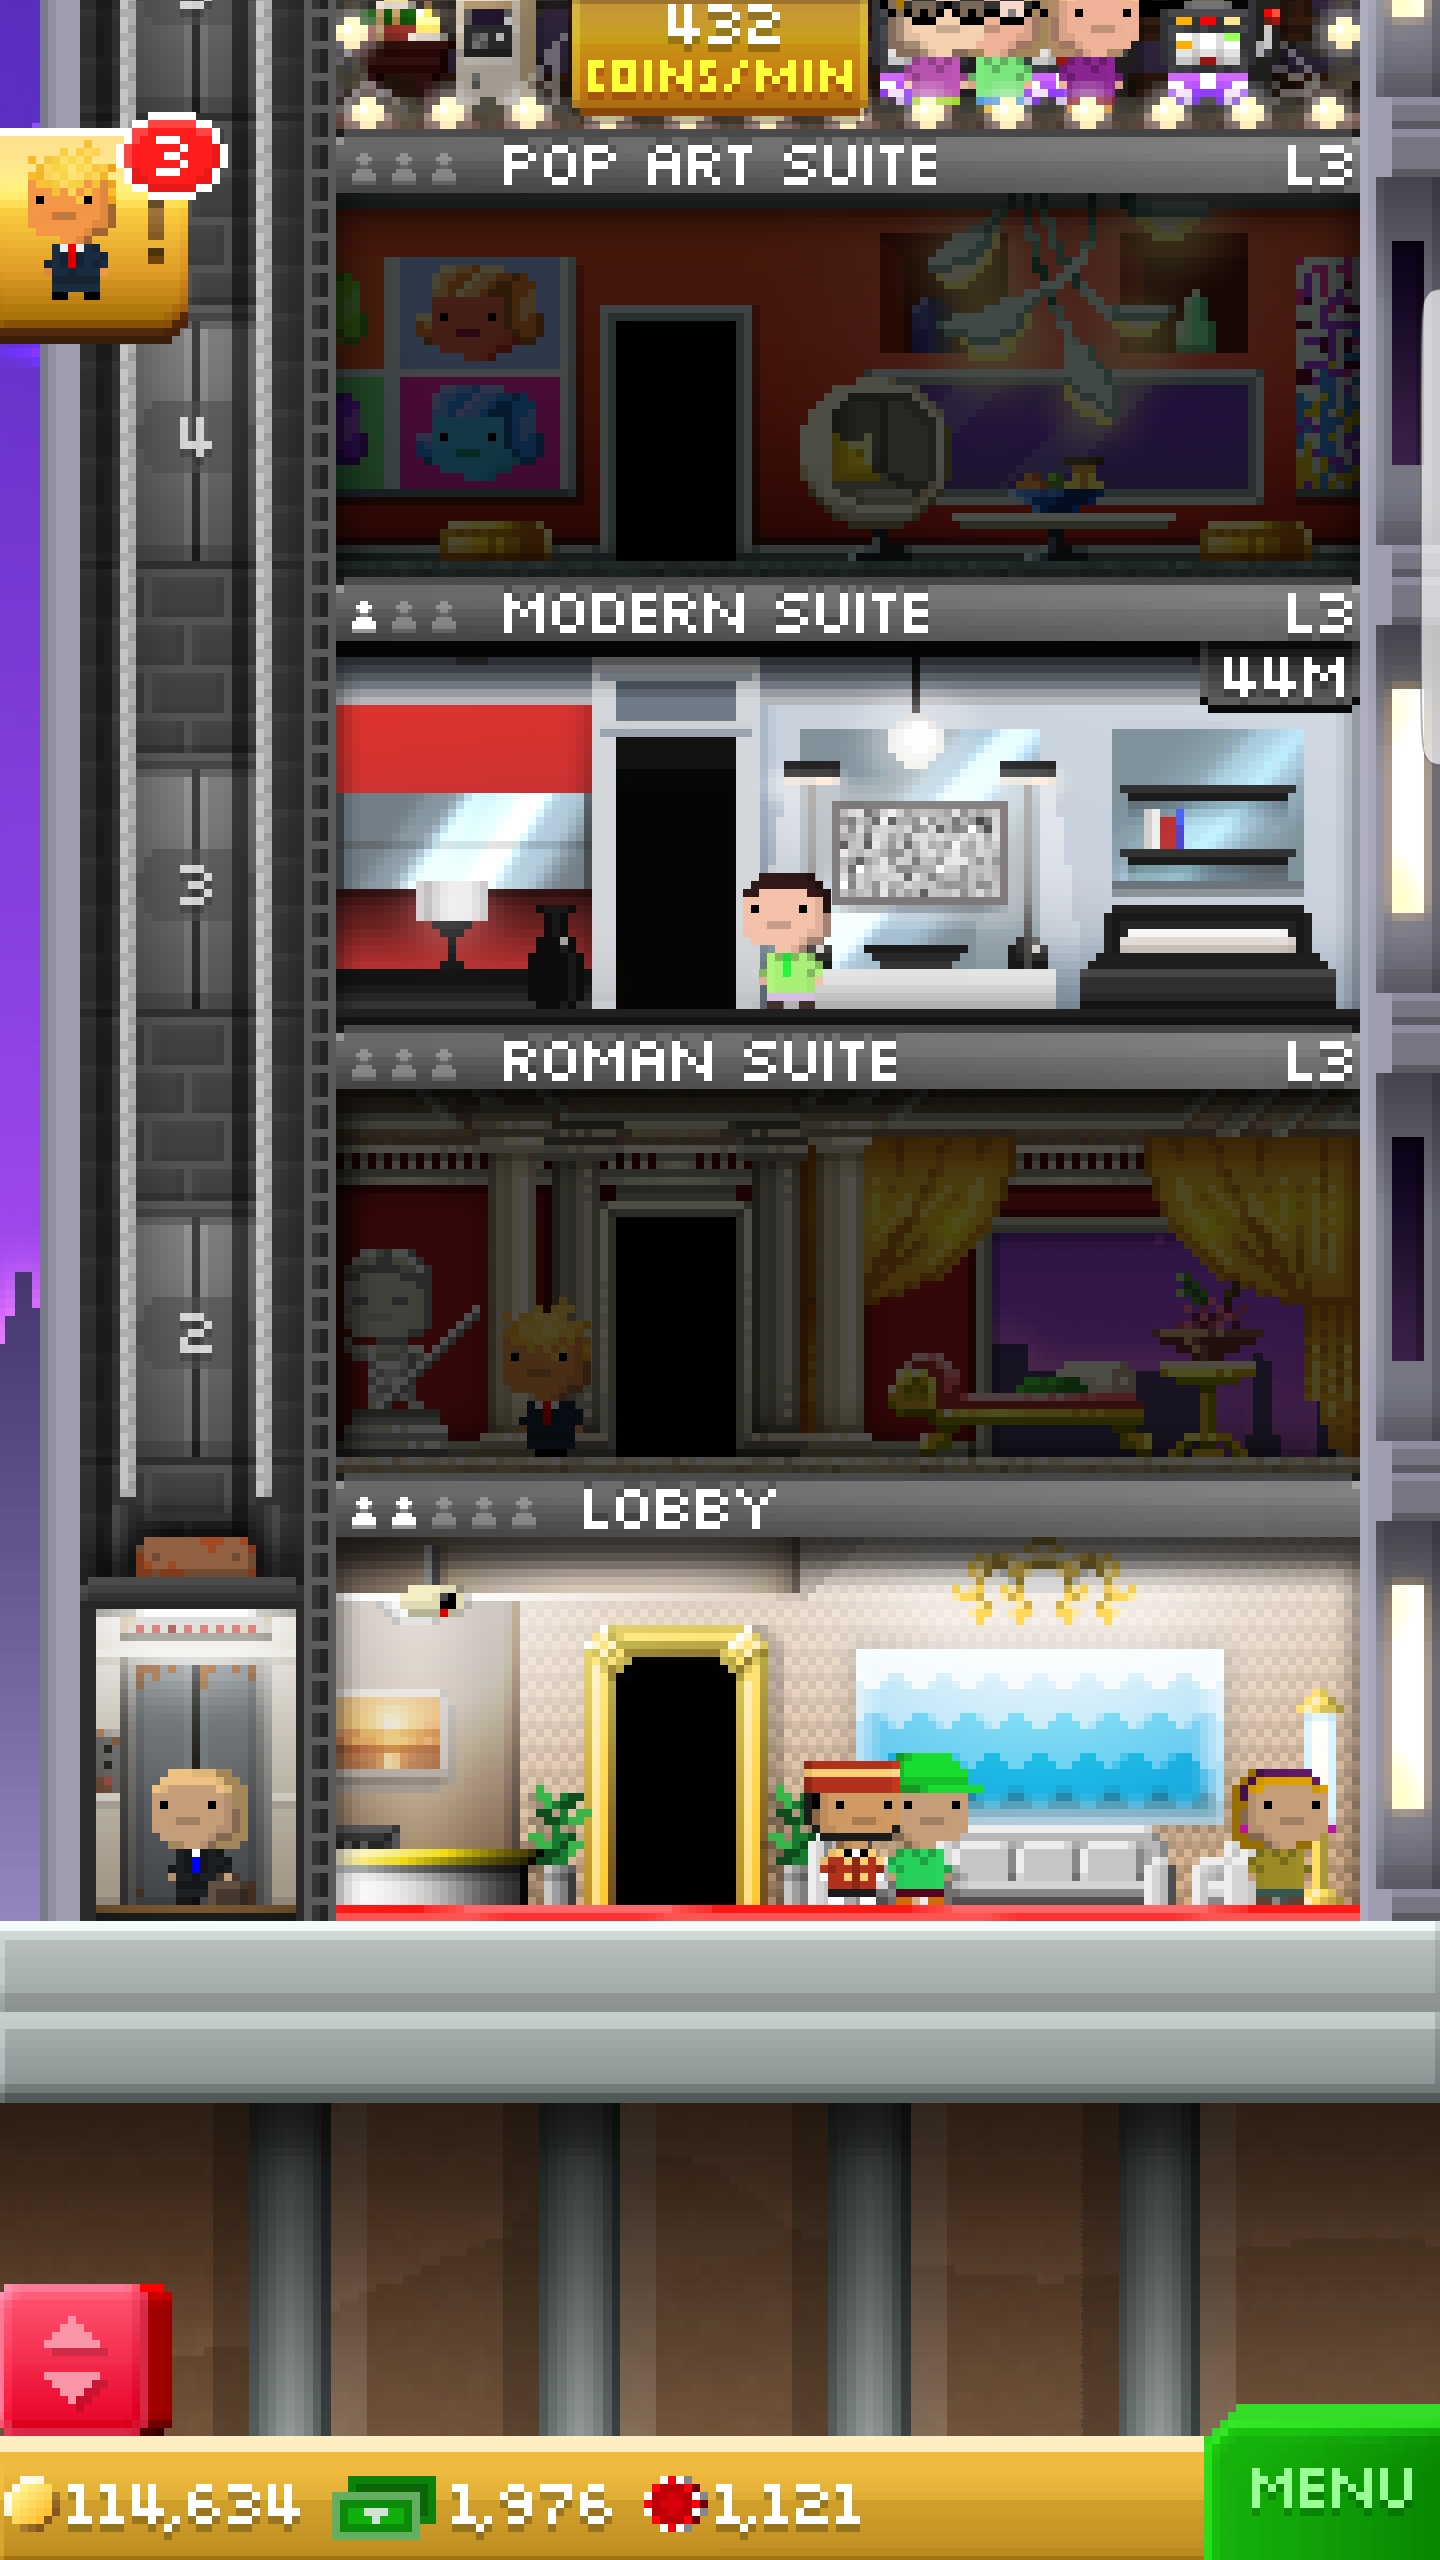 432
COINS/MIN
3
POP ART SUITE L3
4
MODERN SUITE L3
44M
3
ROMAN SUITE L3
2
LOBBY
114,634 1,976 1,121
MENU